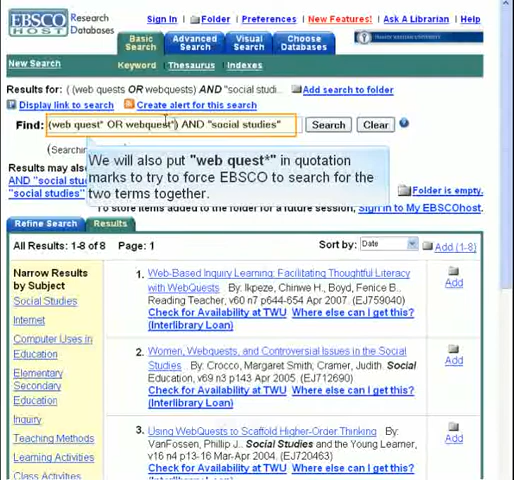 EBSCO HOST Research Databases
Sign In Folder Preferences New Features! Ask A Librarian Help
Basic Search Advanced Search Visual Search Choose Databases
New Search Keyword Thesaurus Indexes
Results for: ( (web quests OR webquests) AND "social studi... Add search to folder
Display link to search Create alert for this search
Find: (web quest* OR webquest*) AND "social studies" Search Clear
(Searchin
We will also put "web quest*" in quotation
marks to try to force EBSCO to search for the
two terms together.
Results may als
AND "social stu
"social studies" Folder is empty.
To store items added to the folder for a future session, Sign In to My EBSCOhost.
Refine Search Results
All Results: 1-8 of 8 Page: 1 Sort by: Date Add (1-8)
Narrow Results
by Subject
Social Studies
Internet
Computer Uses in
Education
Elementary
Secondary
Education
Inquiry
Teaching Methods
Learning Activities
Class Activities
1. Web-Based Inquiry Learning: Facilitating Thoughtful Literacy
with WebQuests By: Ikpeze, Chinwe H., Boyd, Fenice B..
Reading Teacher, v60 n7 p644-654 Apr 2007. (EJ759040)
Check for Availability at TWU Where else can I get this?
(Interlibrary Loan)
Add
2. Women, Webquests, and Controversial Issues in the Social
Studies By: Crocco, Margaret Smith, Cramer, Judith. Social
Education, v69 n3 p143 Apr 2005. (EJ712690)
Check for Availability at TWU Where else can I get this?
(Interlibrary Loan)
Add
3. Using WebQuests to Scaffold Higher-Order Thinking By:
VanFossen, Phillip J.. Social Studies and the Young Learner,
v16 n4 p13-16 Mar-Apr 2004. (EJ720463)
Check for Availability at TWU Where else can I get this?
(Interlibrary Loan)
Add